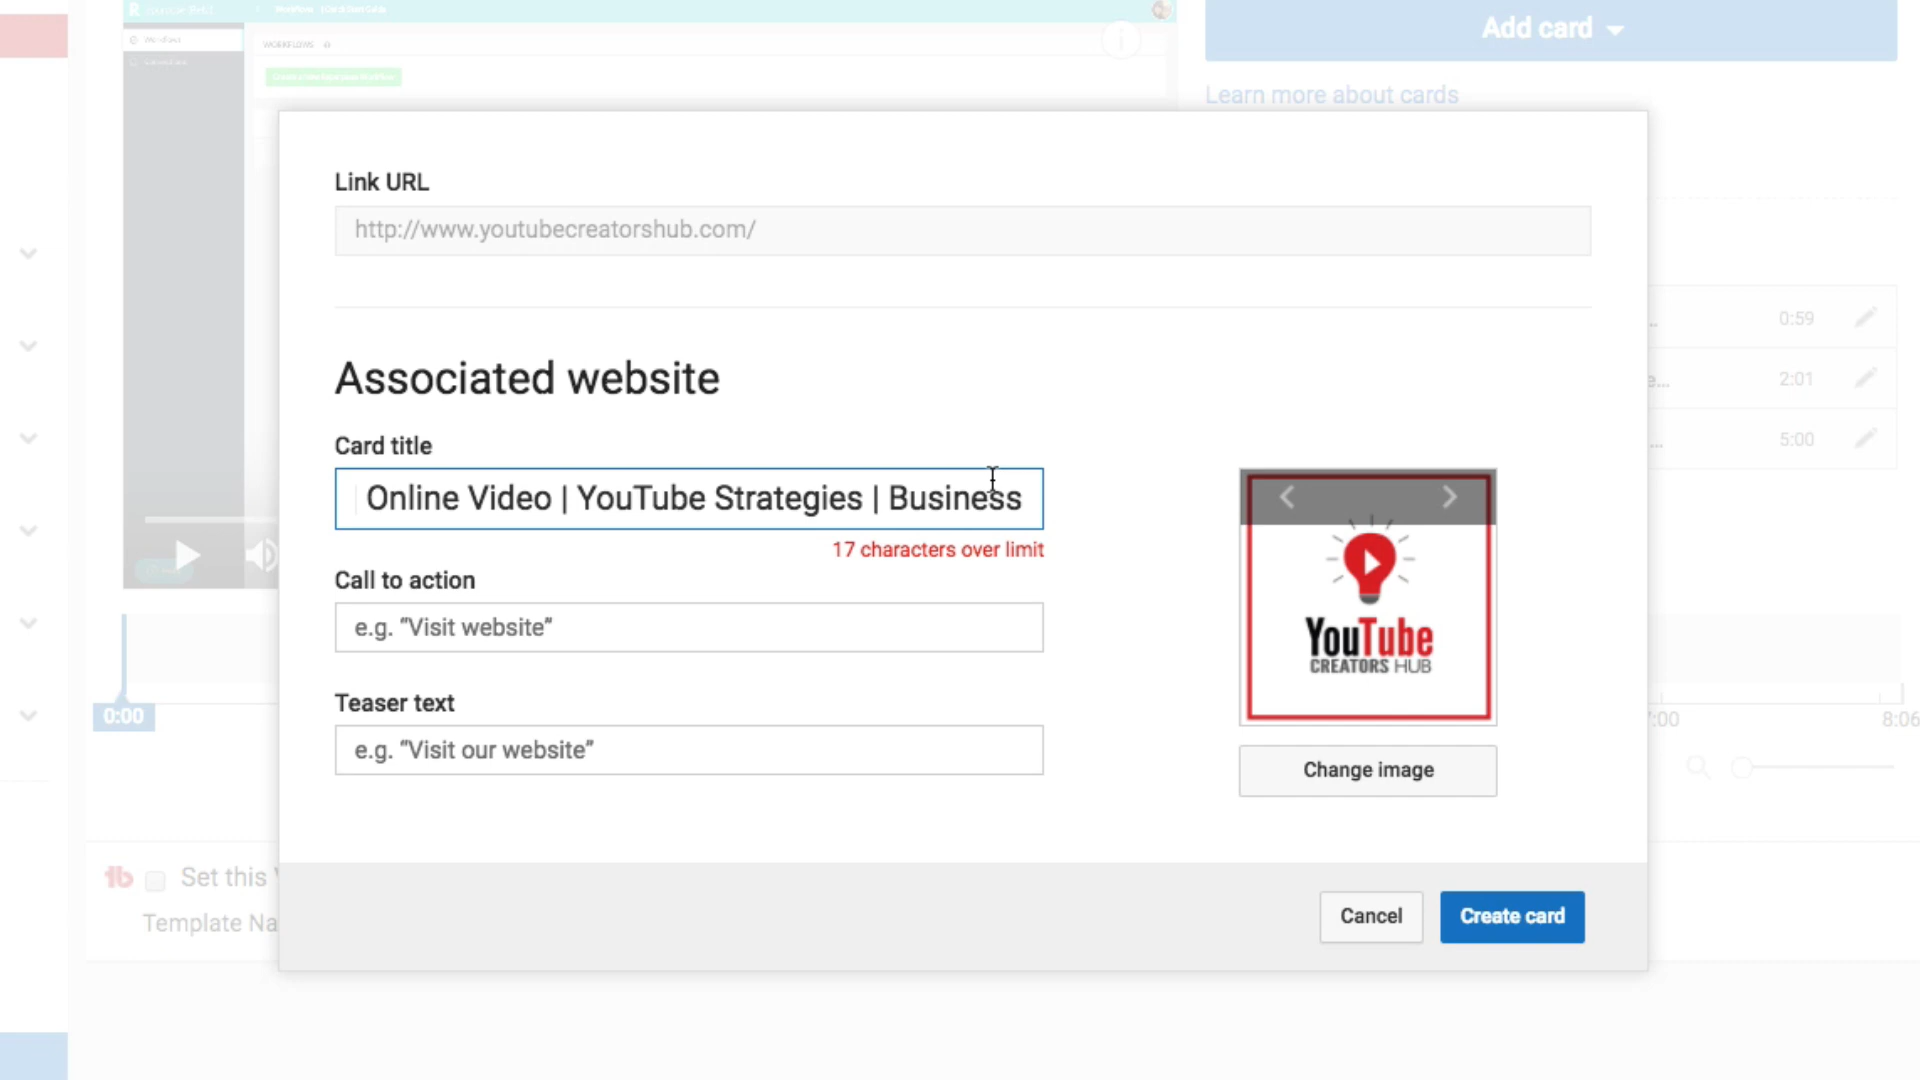 WORKFLOWS
Add card
Learn more about cards
Link URL
http://www.youtubecreatorshub.com/
0:59
Associated website
e... 2:01
Card title
... 5:00
Online Video | YouTube Strategies | Business
17 characters over limit
Call to action
e.g. "Visit website"
YouTube
CREATORS HUB
Teaser text
0:00
:00
8:06
e.g. "Visit our website"
Change image
Set this
Template Na
Cancel
Create card